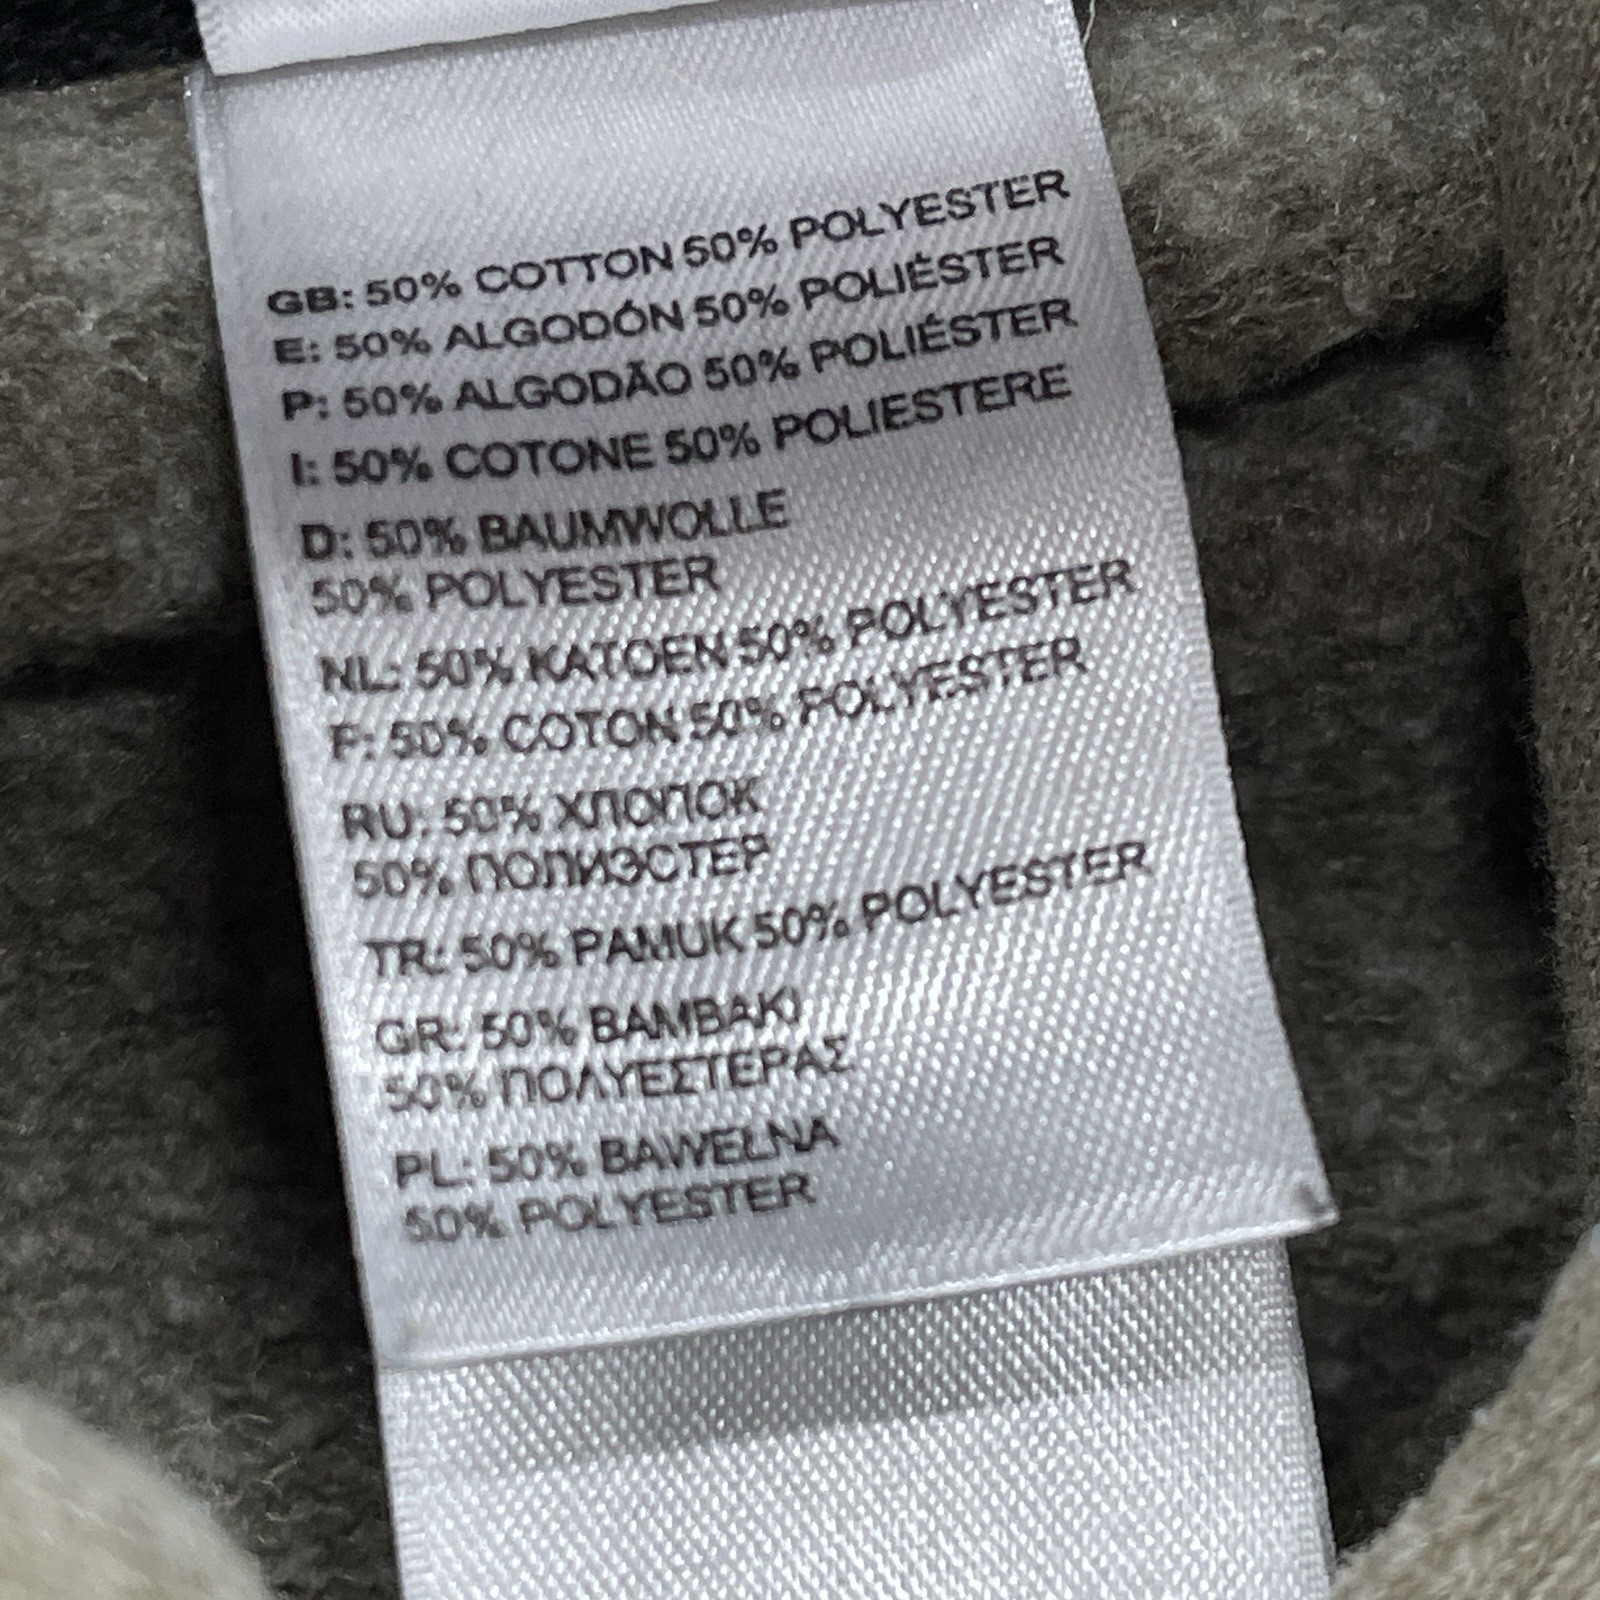 GB: 50% COTTON 50% POLYESTER
E: 50% ALGODÓN 50% POLIÉSTER
P: 50% ALGODÃO 50% POLIÉSTER
I: 50% COTONE 50% POLIESTERE
D: 50% BAUMWOLLE
50% POLYESTER
NL: 50% KATOEN 50% POLYESTER
F: 50% COTON 50% POLYESTER
RU: 50% ХЛОПОК
50% ПОЛИЭСТЕР
TR: 50% PAMUK 50% POLYESTER
GR: 50% ΒΑΜΒΑΚΙ
50% ΠΟΛΥΕΣΤΕΡΑΣ
PL: 50% BAWEŁNA
50% POLYESTER